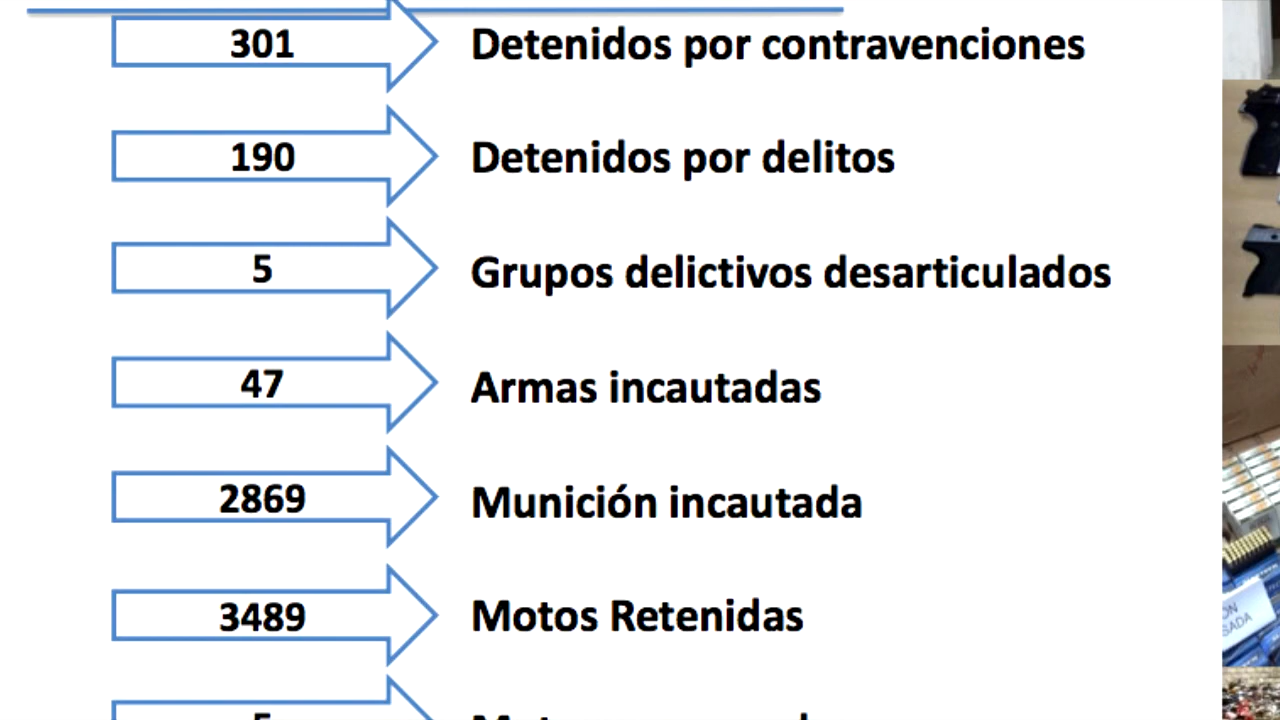 301 Detenidos por contravenciones
190 Detenidos por delitos
5 Grupos delictivos desarticulados
47 Armas incautadas
2869 Munición incautada
3489 Motos Retenidas